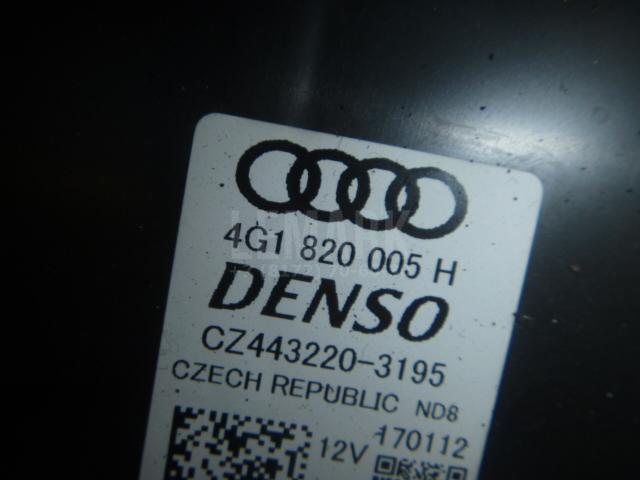 4G1 820 005 H
DENSO
CZ443220-3195
CZECH REPUBLIC ND8
12V 170112